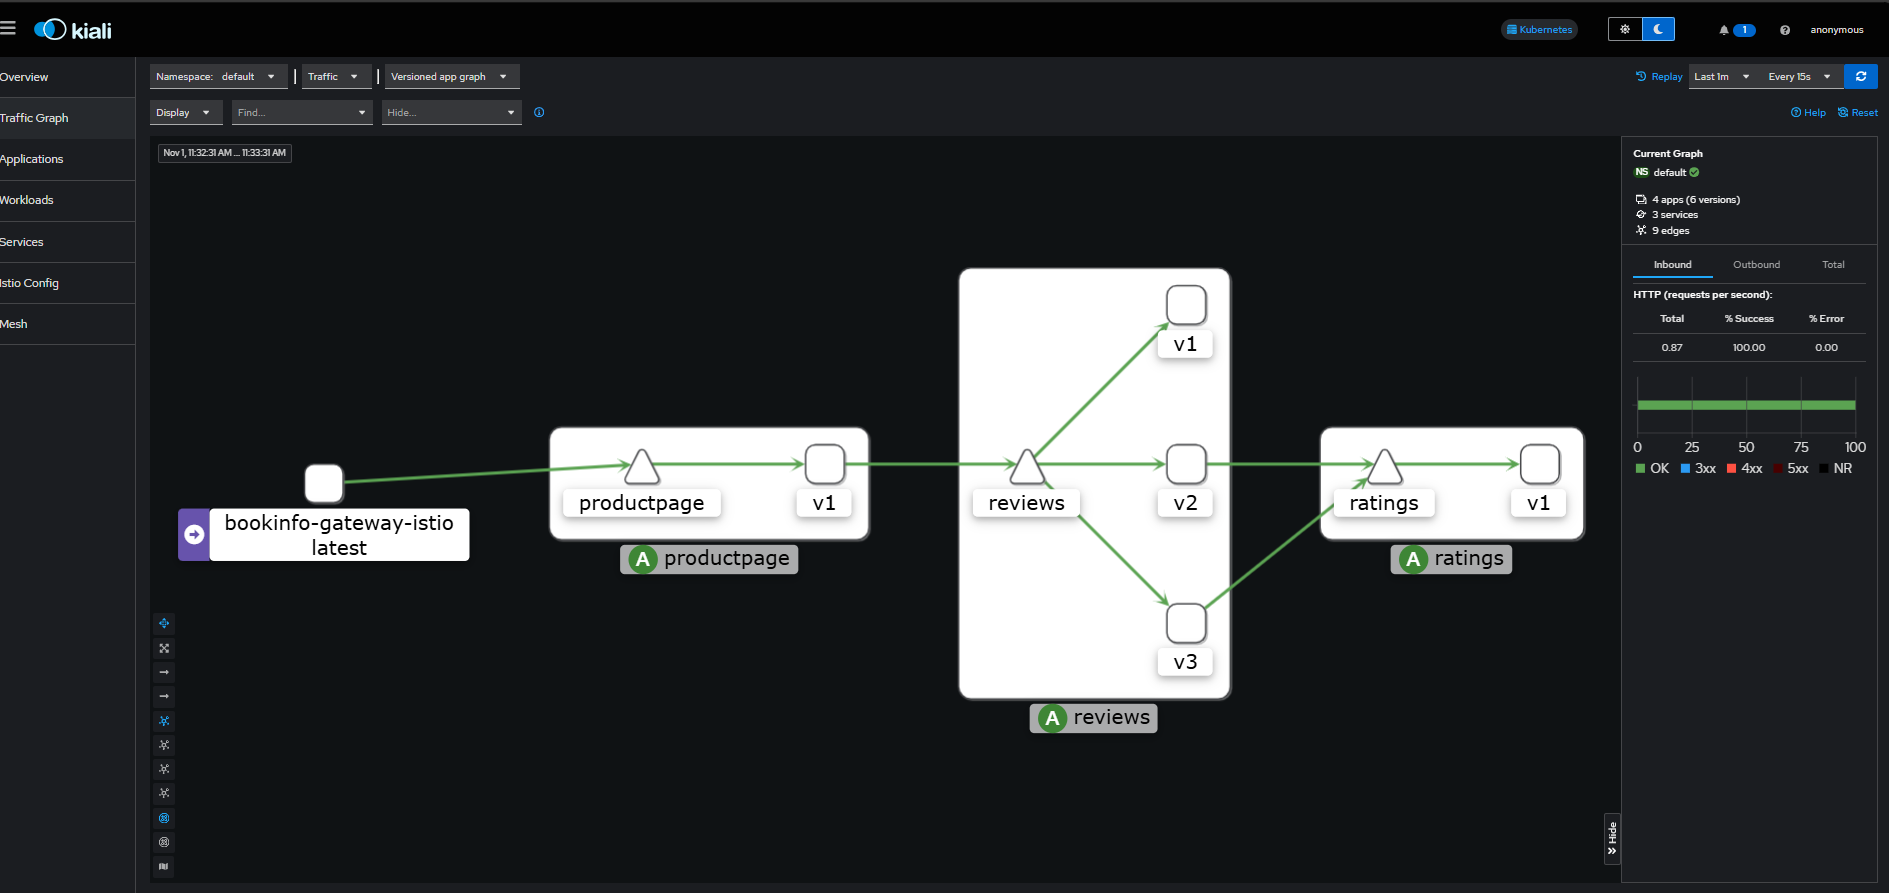 kiali
Kubernetes
1
anonymous
Overview
Traffic Graph
Applications
Workloads
Services
Istio Config
Mesh
Namespace: default
Traffic
Versioned app graph
Replay
Last 1m
Every 15s
Display
Find...
Hide...
Help
Reset
Nov 1, 11:32:31 AM ... 11:33:31 AM
bookinfo-gateway-istio
latest
productpage
v1
A productpage
reviews
v1
v2
v3
A reviews
ratings
v1
A ratings
Hide
Current Graph
NS default
4 apps (6 versions)
3 services
9 edges
Inbound
Outbound
Total
HTTP (requests per second):
Total % Success % Error
0.87 100.00 0.00
0 25 50 75 100
OK 3xx 4xx 5xx NR